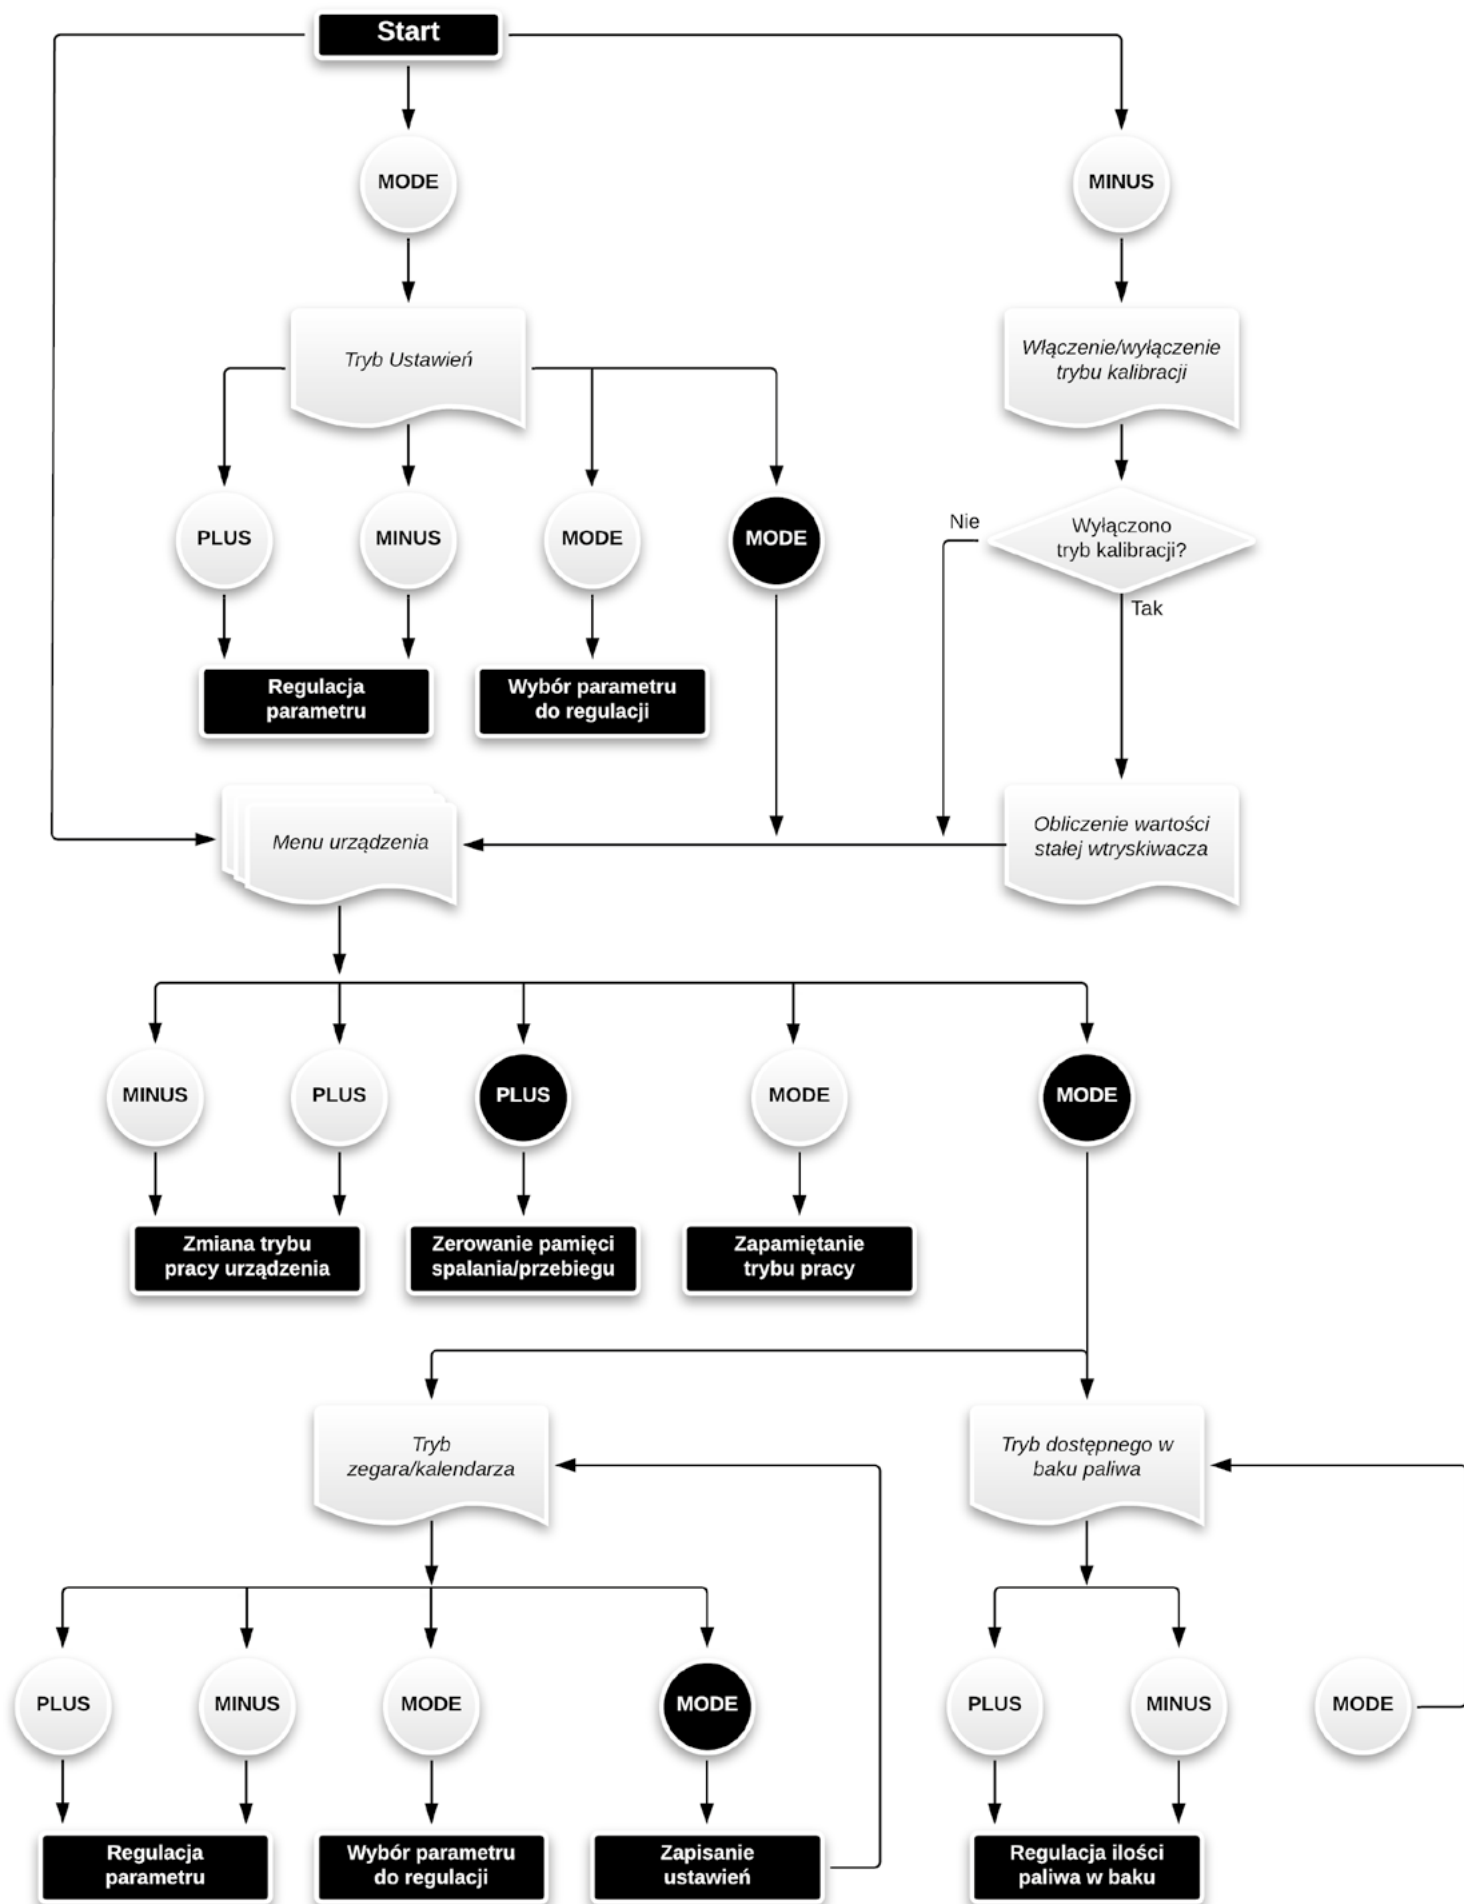 Start
MODE
MINUS
Tryb Ustawień
Włączenie/wyłączenie
trybu kalibracji
PLUS
MINUS
MODE
MODE
Nie
Wyłączono
tryb kalibracji?
Tak
Regulacja
parametru
Wybór parametru
do regulacji
Menu urządzenia
Obliczenie wartości
stałej wtryskiwacza
MINUS
PLUS
PLUS
MODE
MODE
Zmiana trybu
pracy urządzenia
Zerowanie pamięci
spalania/przebiegu
Zapamiętanie
trybu pracy
Tryb
zegara/kalendarza
Tryb dostępnego w
baku paliwa
PLUS
MINUS
MODE
MODE
PLUS
MINUS
MODE
Regulacja
parametru
Wybór parametru
do regulacji
Zapisanie
ustawień
Regulacja ilości
paliwa w baku